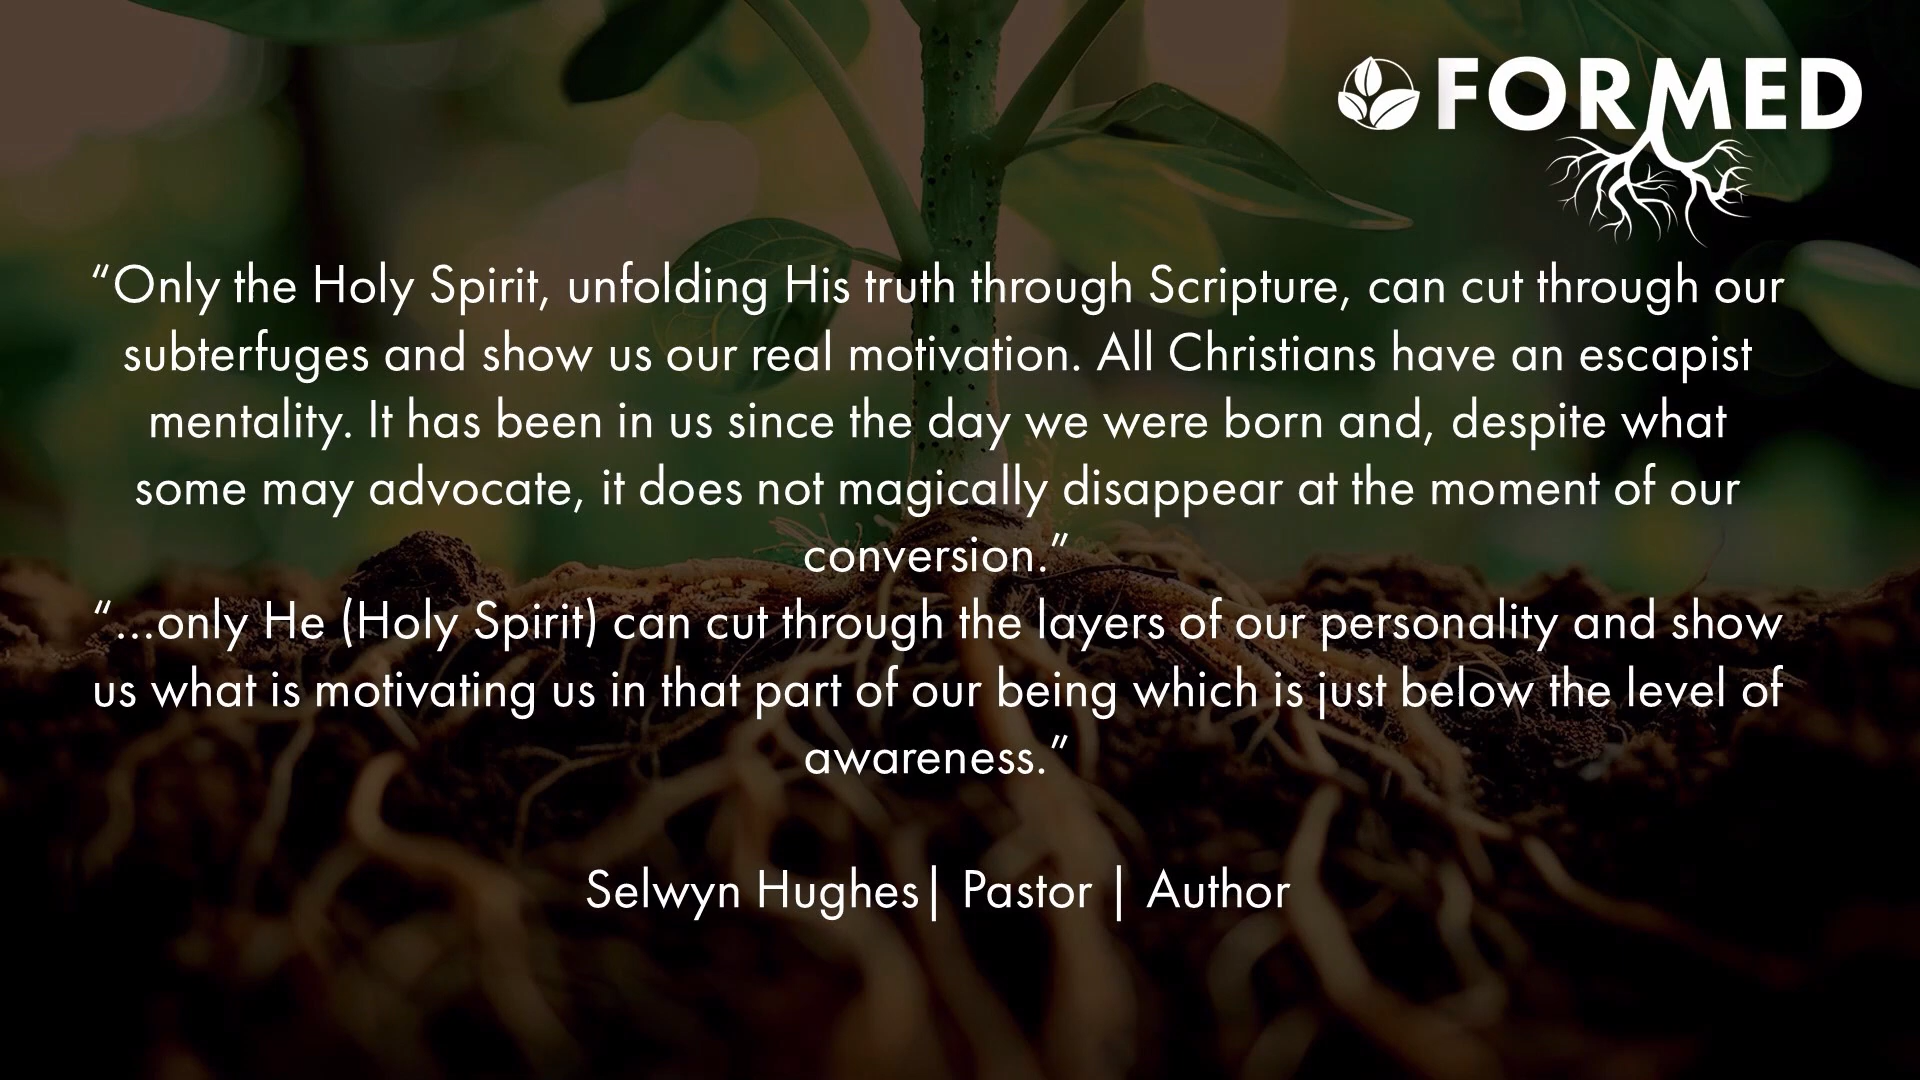 FORMED
“Only the Holy Spirit, unfolding His truth through Scripture, can cut through our
subterfuges and show us our real motivation. All Christians have an escapist
mentality. It has been in us since the day we were born and, despite what
some may advocate, it does not magically disappear at the moment of our
conversion.”
“...only He (Holy Spirit) can cut through the layers of our personality and show
us what is motivating us in that part of our being which is just below the level of
awareness.”
Selwyn Hughes| Pastor | Author